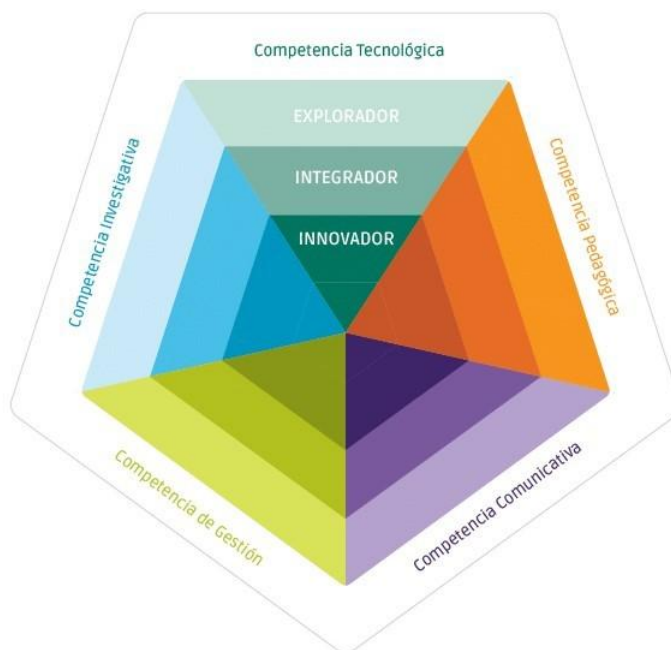 Competencia Tecnológica
EXPLORADOR
INTEGRADOR
INNOVADOR
Competencia Investigativa
Competencia Pedagógica
Competencia de Gestión
Competencia Comunicativa